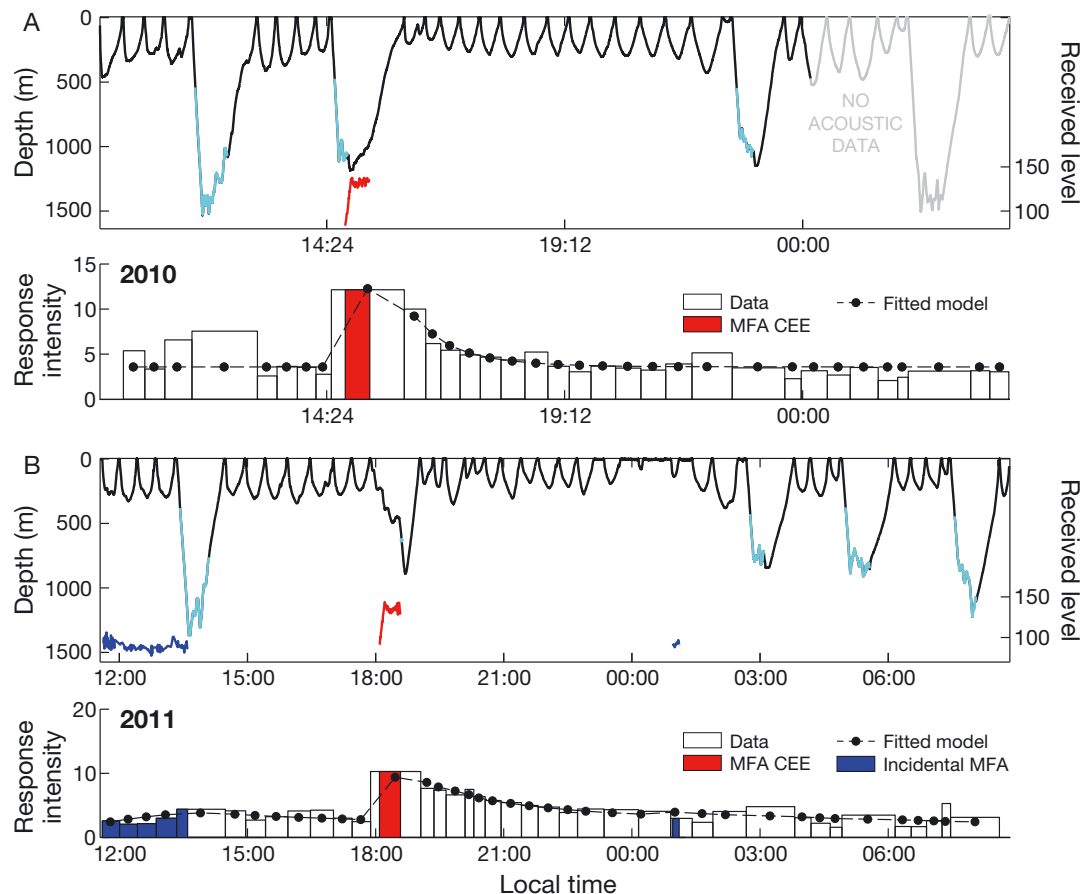 A
0
500
1000
1500
Depth (m)
NO
ACOUSTIC
DATA
Received level
150
100
14:24
19:12
00:00
15
10
5
0
Response
intensity
2010
Data
MFA CEE
Fitted model
14:24
19:12
00:00
B
0
500
1000
1500
Depth (m)
Received level
150
100
12:00
15:00
18:00
21:00
00:00
03:00
06:00
20
10
0
Response
intensity
2011
Data
MFA CEE
Fitted model
Incidental MFA
12:00
15:00
18:00
21:00
00:00
03:00
06:00
Local time